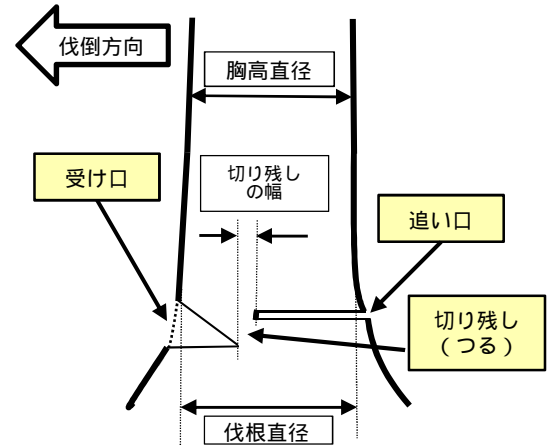 伐倒方向
胸高直径
受け口
切り残し
の幅
追い口
切り残し
(つる)
伐根直径